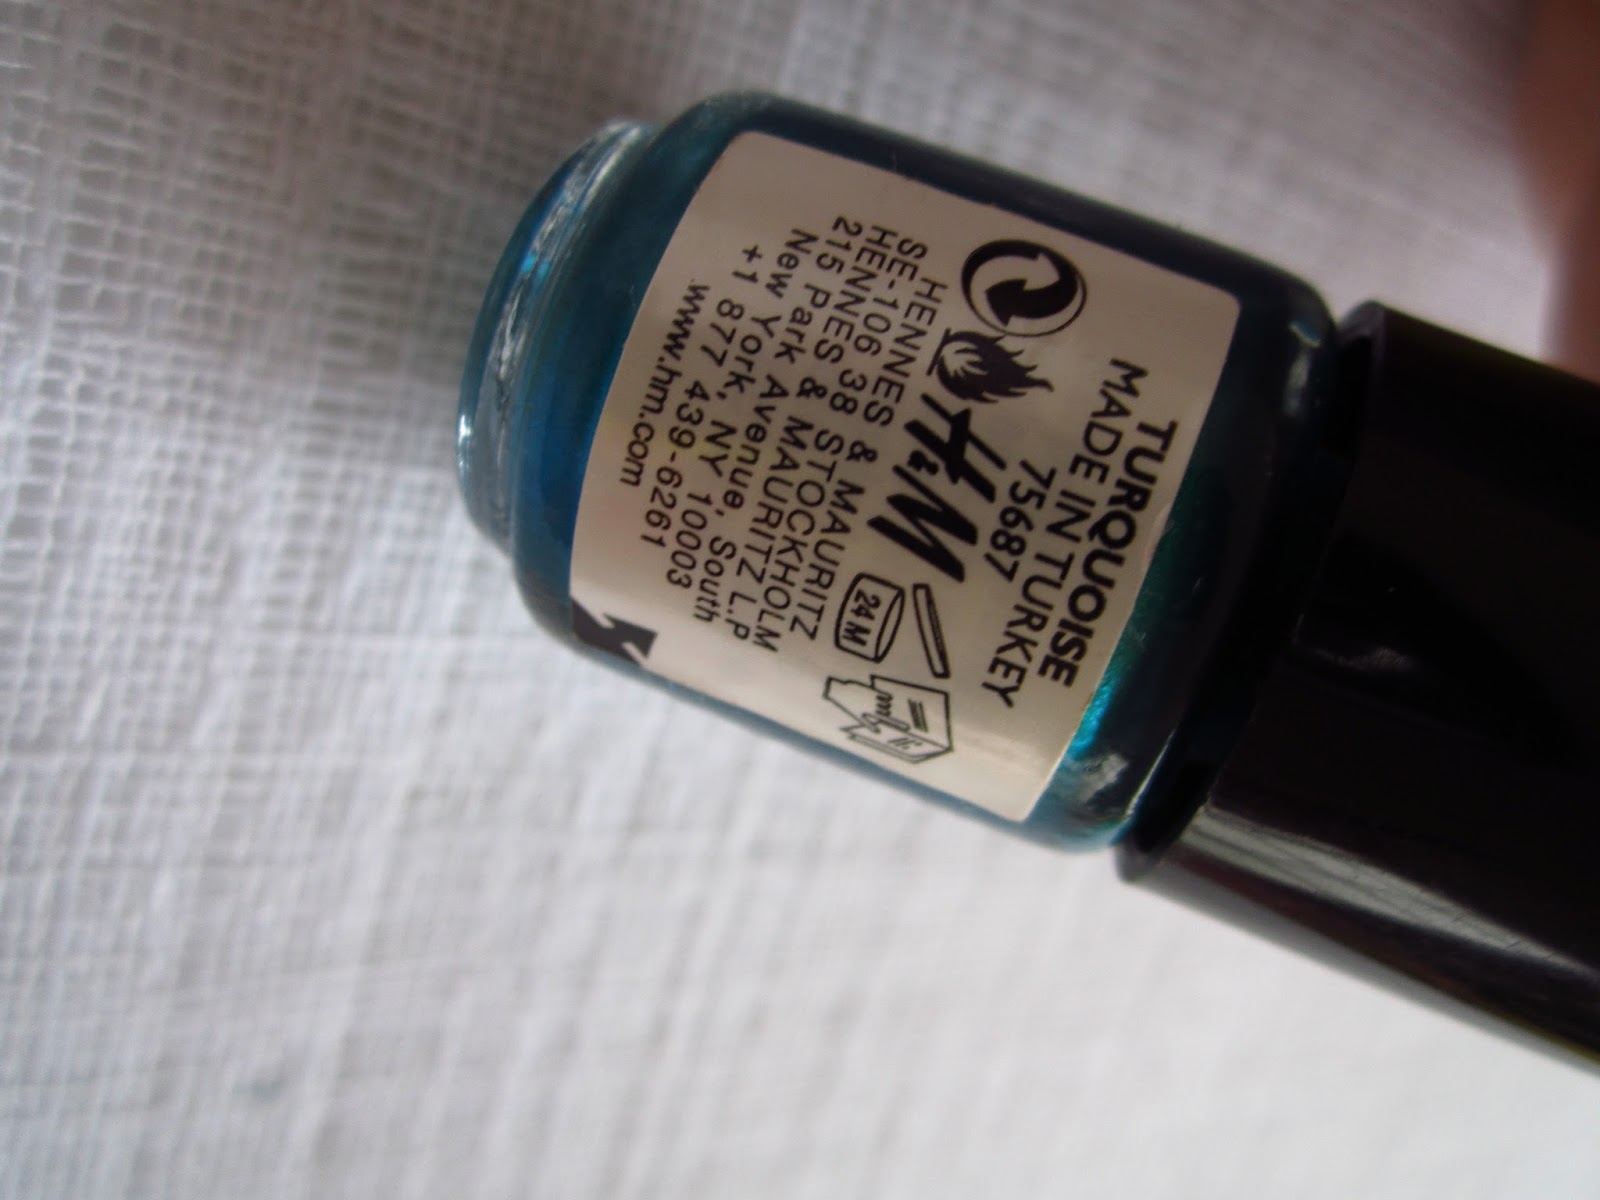 TURQUOISE
MADE IN TURKEY
75687
H&M
24 M
HENNES & MAURITZ
SE-106 38 STOCKHOLM
HENNES & MAURITZ L.P
215 Park Avenue, South
New York, NY 10003
+1 877 439-6261
www.hm.com